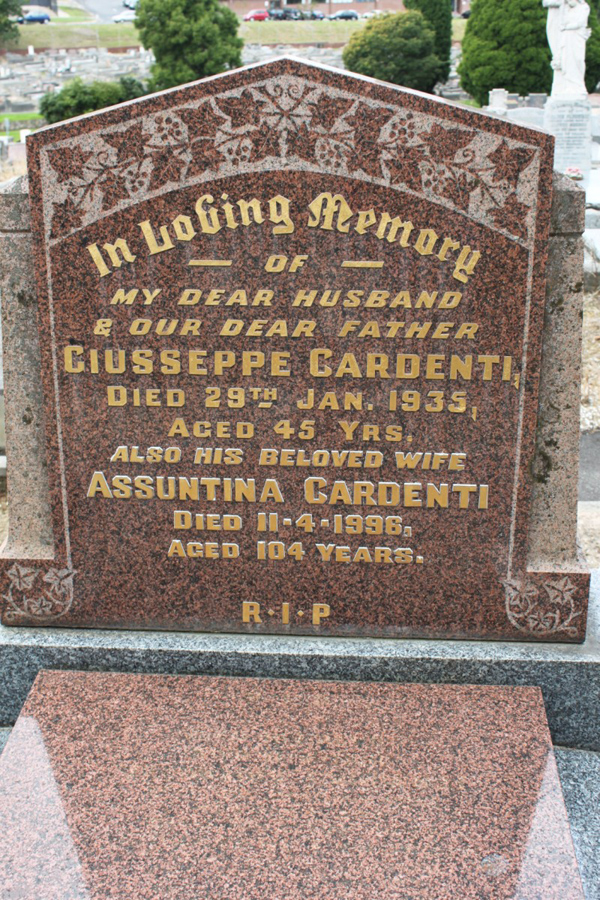 In Loving Memory
— OF —
MY DEAR HUSBAND
& OUR DEAR FATHER
GIUSSEPPE CARDENTI,
DIED 29TH JAN. 1935,
AGED 45 YRS.
ALSO HIS BELOVED WIFE
ASSUNTINA CARDENTI
DIED 11·4·1996,
AGED 104 YEARS.
R·I·P